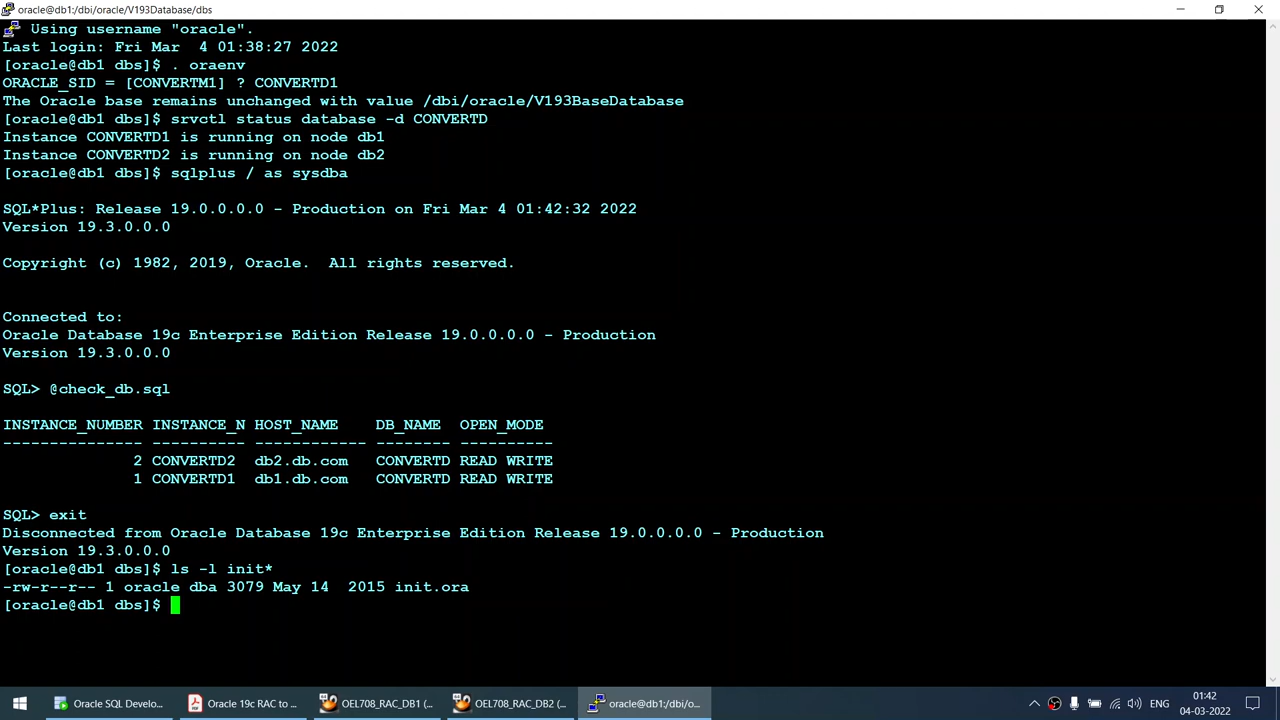 oracle@db1:/dbi/oracle/V193Database/dbs
Using username "oracle".
Last login: Fri Mar  4 01:38:27 2022
[oracle@db1 dbs]$ . oraenv
ORACLE_SID = [CONVERTM1] ? CONVERTD1
The Oracle base remains unchanged with value /dbi/oracle/V193BaseDatabase
[oracle@db1 dbs]$ srvctl status database -d CONVERTD
Instance CONVERTD1 is running on node db1
Instance CONVERTD2 is running on node db2
[oracle@db1 dbs]$ sqlplus / as sysdba
SQL*Plus: Release 19.0.0.0.0 - Production on Fri Mar 4 01:42:32 2022
Version 19.3.0.0.0
Copyright (c) 1982, 2019, Oracle.  All rights reserved.
Connected to:
Oracle Database 19c Enterprise Edition Release 19.0.0.0.0 - Production
Version 19.3.0.0.0
SQL> @check_db.sql
INSTANCE_NUMBER INSTANCE_N HOST_NAME    DB_NAME  OPEN_MODE
--------------- ---------- ------------ -------- ----------
2 CONVERTD2  db2.db.com   CONVERTD READ WRITE
1 CONVERTD1  db1.db.com   CONVERTD READ WRITE
SQL> exit
Disconnected from Oracle Database 19c Enterprise Edition Release 19.0.0.0.0 - Production
Version 19.3.0.0.0
[oracle@db1 dbs]$ ls -l init*
-rw-r--r-- 1 oracle dba 3079 May 14  2015 init.ora
[oracle@db1 dbs]$
Oracle SQL Develo...
Oracle 19c RAC to ...
OEL708_RAC_DB1 (...
OEL708_RAC_DB2 (...
oracle@db1:/dbi/o...
ENG
01:42
04-03-2022